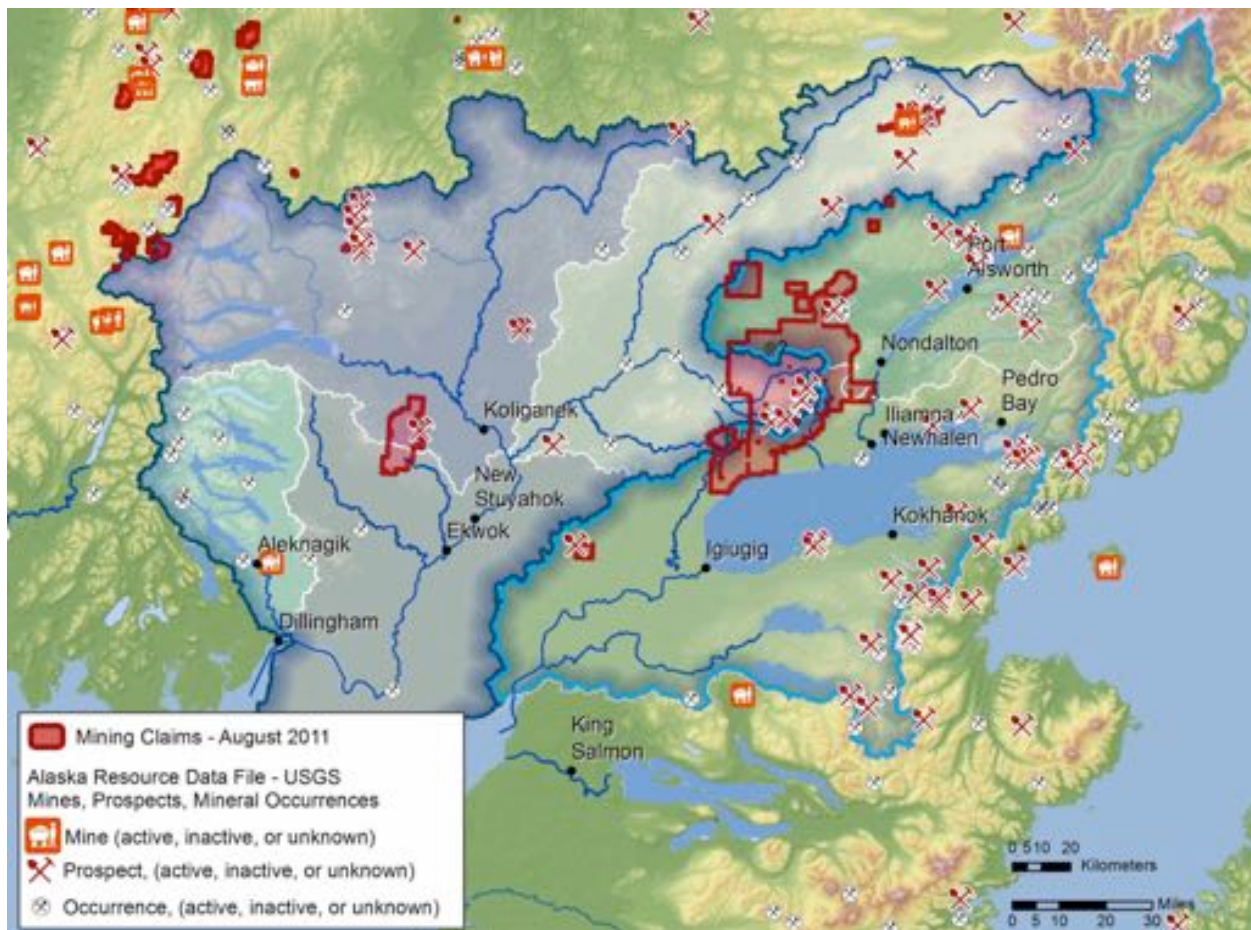 Port
Alsworth
Nondalton
Pedro
Bay
Iliamna
Newhalen
Koliganek
New
Stuyahok
Ekwok
Kokhanok
Igiugig
Aleknagik
Dillingham
King
Salmon
Mining Claims - August 2011
Alaska Resource Data File - USGS
Mines, Prospects, Mineral Occurrences
Mine (active, inactive, or unknown)
Prospect, (active, inactive, or unknown)
Occurrence, (active, inactive, or unknown)
0 5 10 20
Kilometers
Miles
0 5 10 20 30